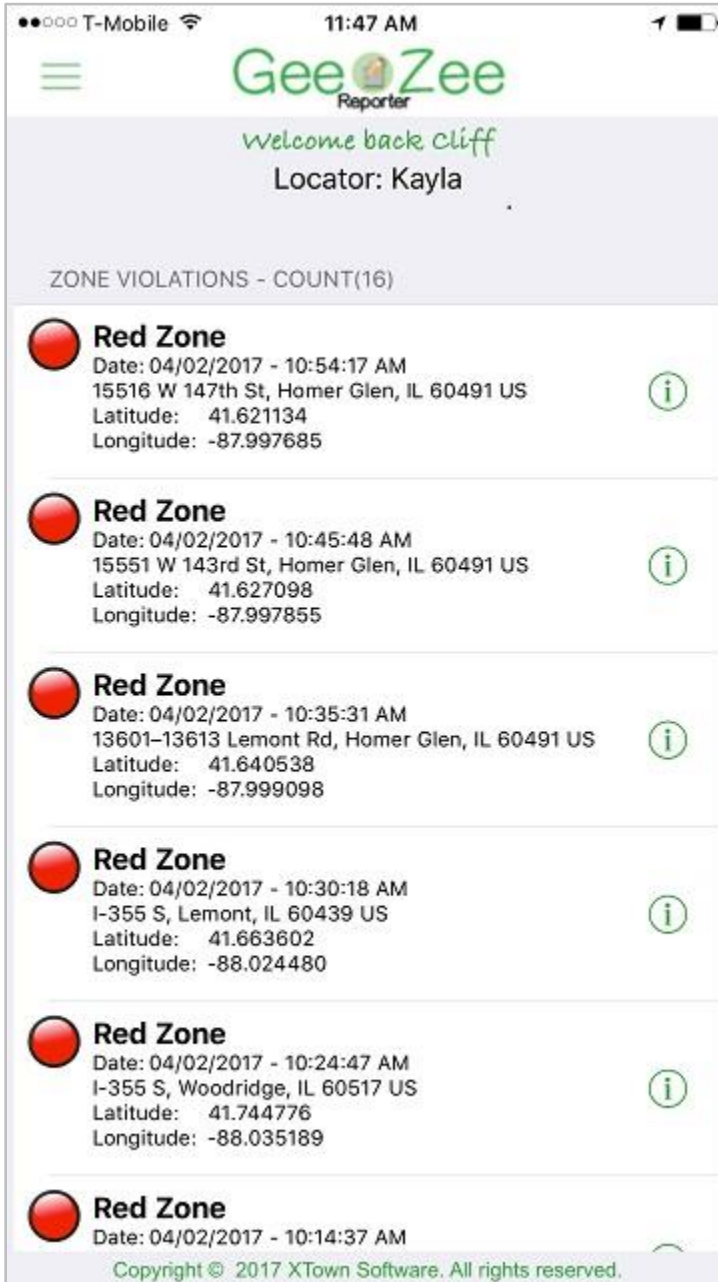 T-Mobile 11:47 AM
Gee Zee
Reporter
Welcome back Cliff
Locator: Kayla
ZONE VIOLATIONS - COUNT(16)
Red Zone
Date: 04/02/2017 - 10:54:17 AM
15516 W 147th St, Homer Glen, IL 60491 US
Latitude: 41.621134
Longitude: -87.997685
Red Zone
Date: 04/02/2017 - 10:45:48 AM
15551 W 143rd St, Homer Glen, IL 60491 US
Latitude: 41.627098
Longitude: -87.997855
Red Zone
Date: 04/02/2017 - 10:35:31 AM
13601–13613 Lemont Rd, Homer Glen, IL 60491 US
Latitude: 41.640538
Longitude: -87.999098
Red Zone
Date: 04/02/2017 - 10:30:18 AM
I-355 S, Lemont, IL 60439 US
Latitude: 41.663602
Longitude: -88.024480
Red Zone
Date: 04/02/2017 - 10:24:47 AM
I-355 S, Woodridge, IL 60517 US
Latitude: 41.744776
Longitude: -88.035189
Red Zone
Date: 04/02/2017 - 10:14:37 AM
Copyright © 2017 XTown Software. All rights reserved.